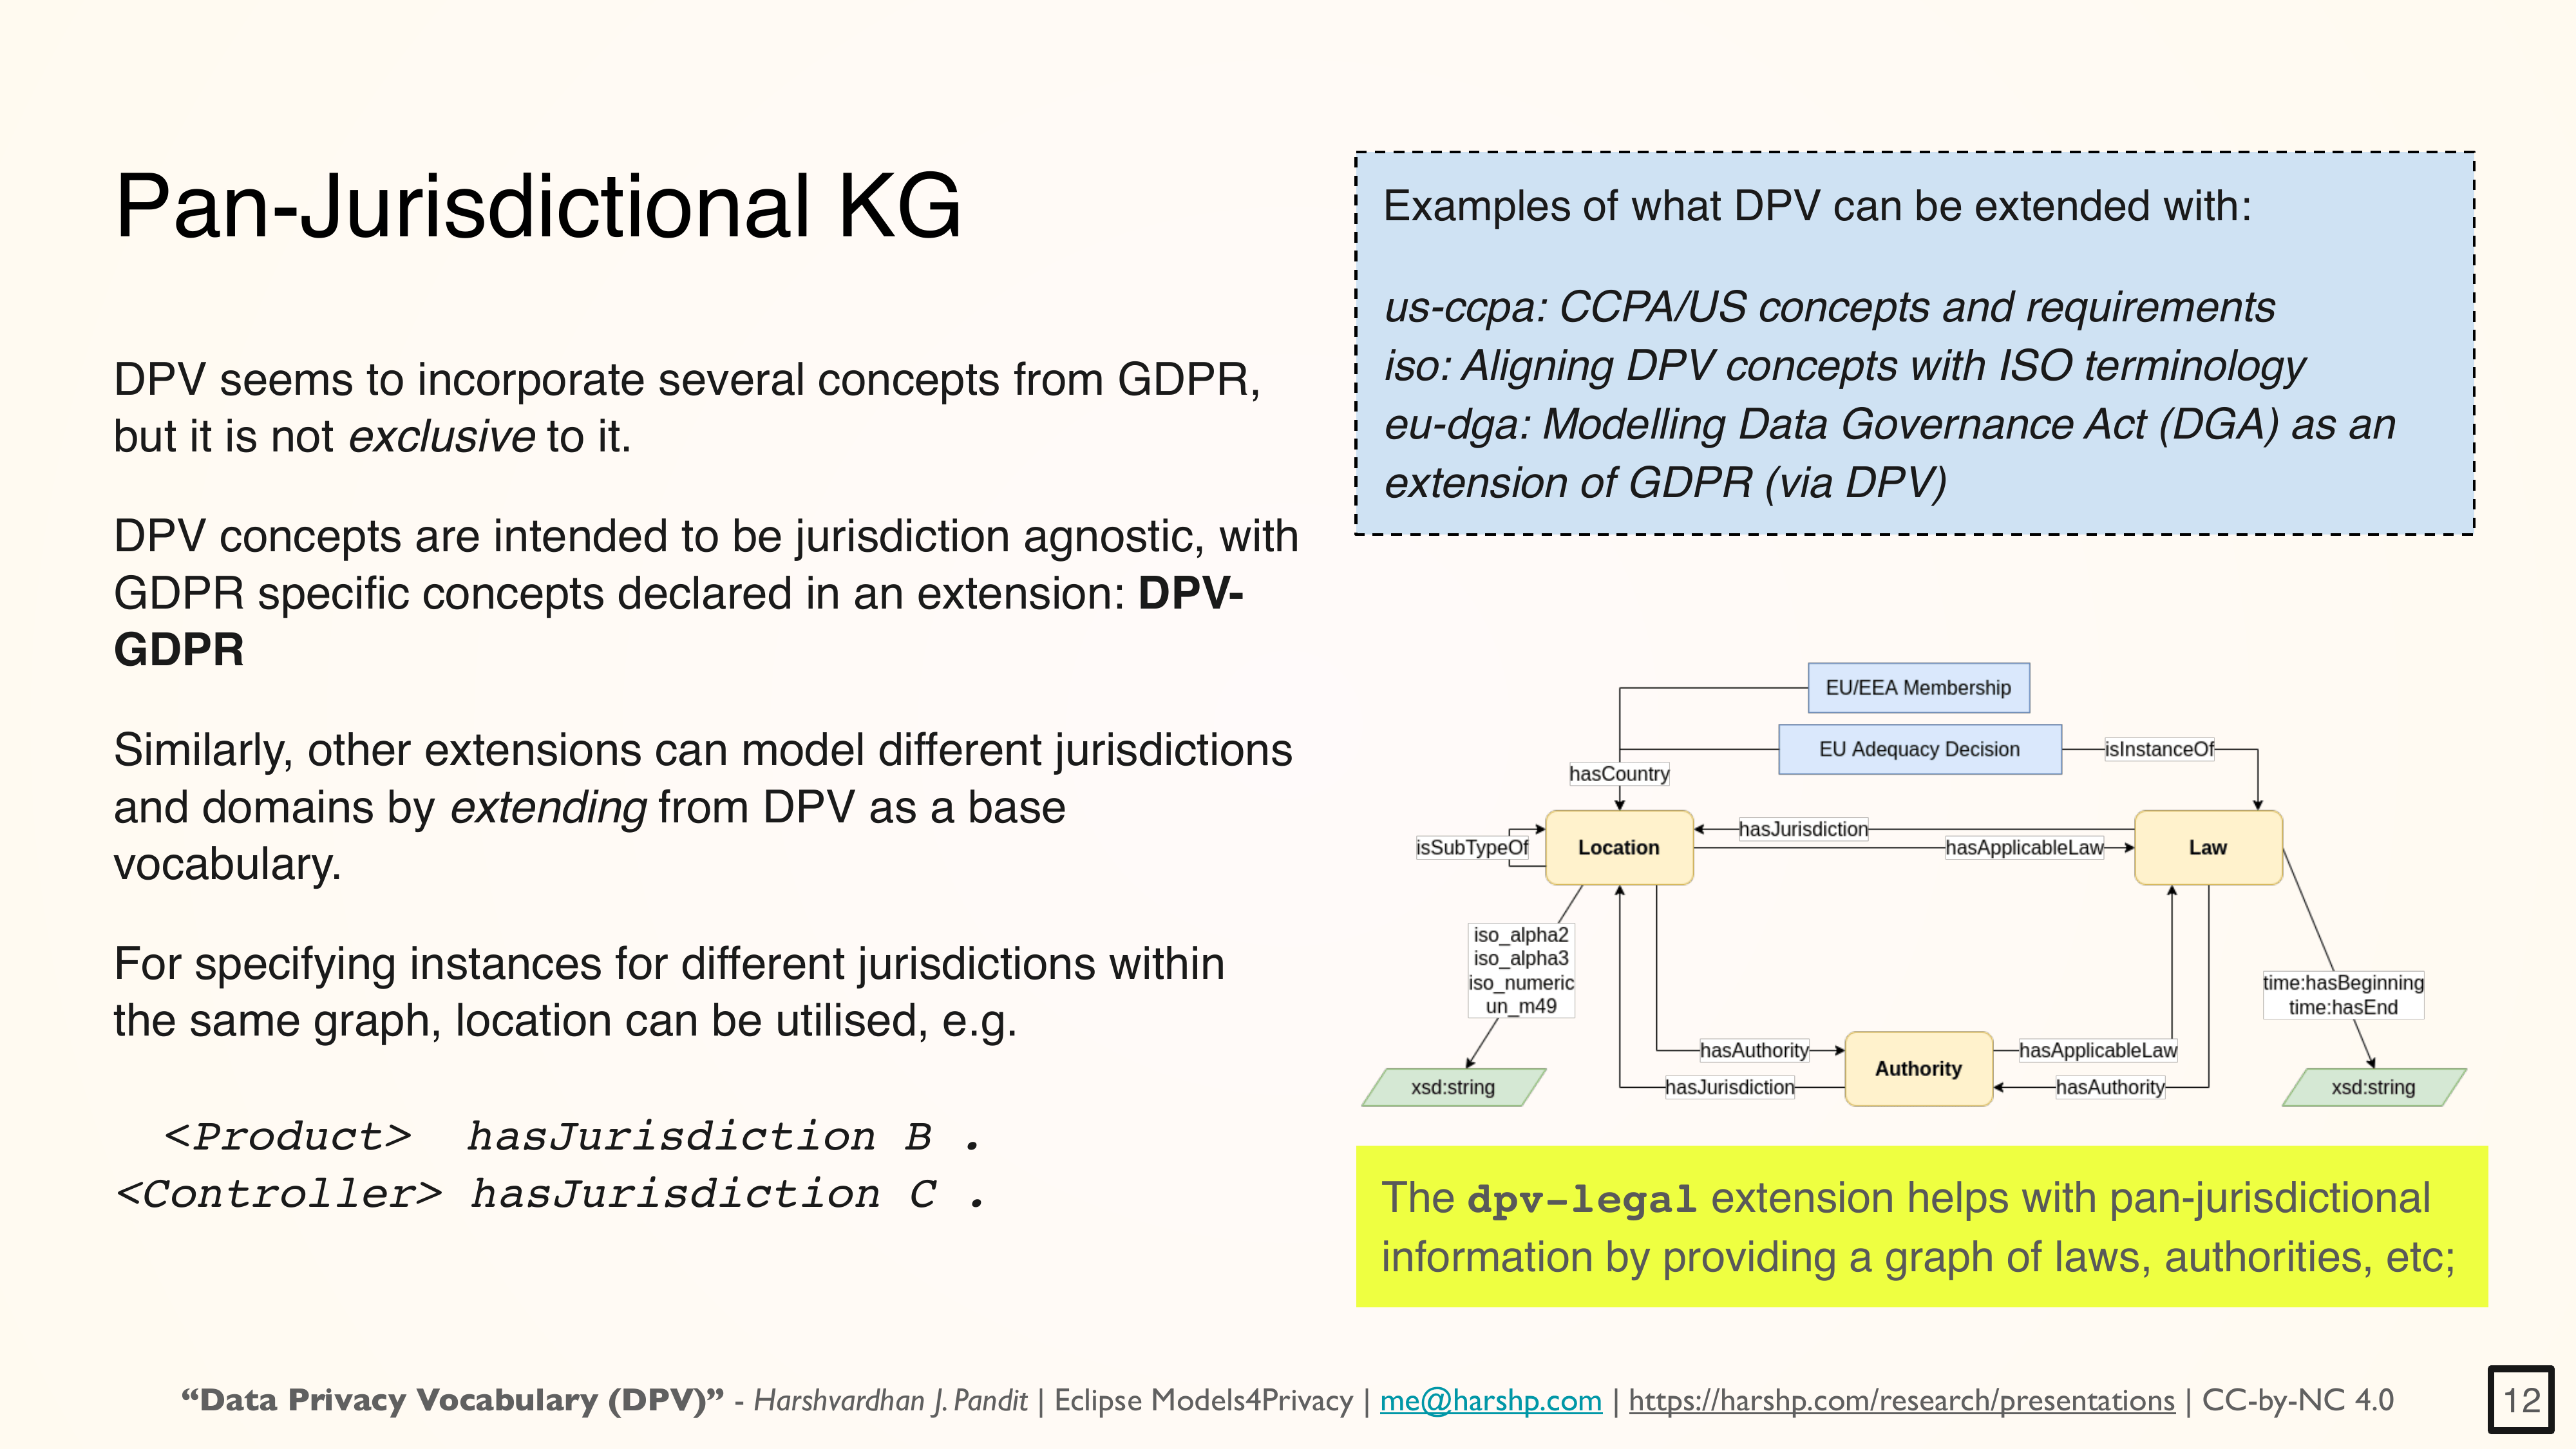 Pan-Jurisdictional KG
DPV seems to incorporate several concepts from GDPR,
but it is not exclusive to it.
DPV concepts are intended to be jurisdiction agnostic, with
GDPR specific concepts declared in an extension: DPV-
GDPR
Similarly, other extensions can model different jurisdictions
and domains by extending from DPV as a base
vocabulary.
For specifying instances for different jurisdictions within
the same graph, location can be utilised, e.g.
<Product> hasJurisdiction B .
<Controller> hasJurisdiction C .
Examples of what DPV can be extended with:
us-ccpa: CCPA/US concepts and requirements
iso: Aligning DPV concepts with ISO terminology
eu-dga: Modelling Data Governance Act (DGA) as an
extension of GDPR (via DPV)
EU/EEA Membership
EU Adequacy Decision
isInstanceOf
hasCountry
hasJurisdiction
isSubTypeOf
Location
hasApplicableLaw
Law
iso_alpha2
iso_alpha3
iso_numeric
un_m49
time:hasBeginning
time:hasEnd
hasAuthority
hasApplicableLaw
Authority
xsd:string
hasJurisdiction
hasAuthority
xsd:string
The dpv-legal extension helps with pan-jurisdictional
information by providing a graph of laws, authorities, etc;
“Data Privacy Vocabulary (DPV)” - Harshvardhan J. Pandit | Eclipse Models4Privacy | me@harshp.com | https://harshp.com/research/presentations | CC-by-NC 4.0
12